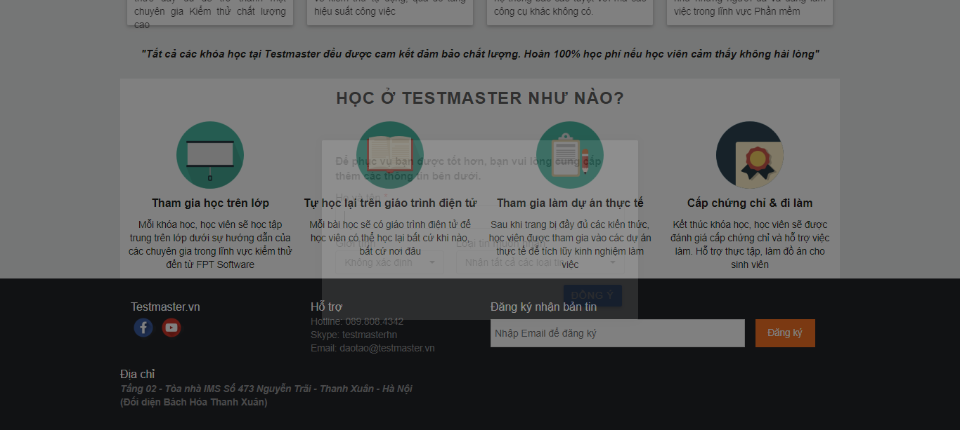 chuyên gia Kiểm thử chất lượng
cao
hiệu suất công việc
công cụ khác không có.
việc trong lĩnh vực Phần mềm
"Tất cả các khóa học tại Testmaster đều được cam kết đảm bảo chất lượng. Hoàn 100% học phí nếu học viên cảm thấy không hài lòng"
HỌC Ở TESTMASTER NHƯ NÀO?
Để phục vụ bạn được tốt hơn, bạn vui lòng cung cấp
thêm các thông tin bên dưới.
Tham gia học trên lớp
Mỗi khóa học, học viên sẽ học tập
trung trên lớp dưới sự hướng dẫn của
các chuyên gia trong lĩnh vực kiểm thử
đến từ FPT Software
Tự học lại trên giáo trình điện tử
Mỗi bài học sẽ có giáo trình điện tử để
học viên có thể học lại bất cứ khi nào,
bất cứ nơi đâu
Tham gia làm dự án thực tế
Sau khi trang bị đầy đủ các kiến thức,
học viên được tham gia vào các dự án
thực tế để tích lũy kinh nghiệm làm
việc
Cấp chứng chỉ & đi làm
Kết thúc khóa học, học viên sẽ được
đánh giá cấp chứng chỉ và hỗ trợ việc
làm. Hỗ trợ thực tập, làm đồ án cho
sinh viên
Không xác định
Nhận tất cả các loại tin
ĐỒNG Ý
Testmaster.vn
Hỗ trợ
Hotline: 089.808.4342
Skype: testmasterhn
Email: daotao@testmaster.vn
Đăng ký nhận bản tin
Nhập Email để đăng ký
Đăng ký
Địa chỉ
Tầng 02 - Tòa nhà IMS Số 473 Nguyễn Trãi - Thanh Xuân - Hà Nội
(Đối diện Bách Hóa Thanh Xuân)